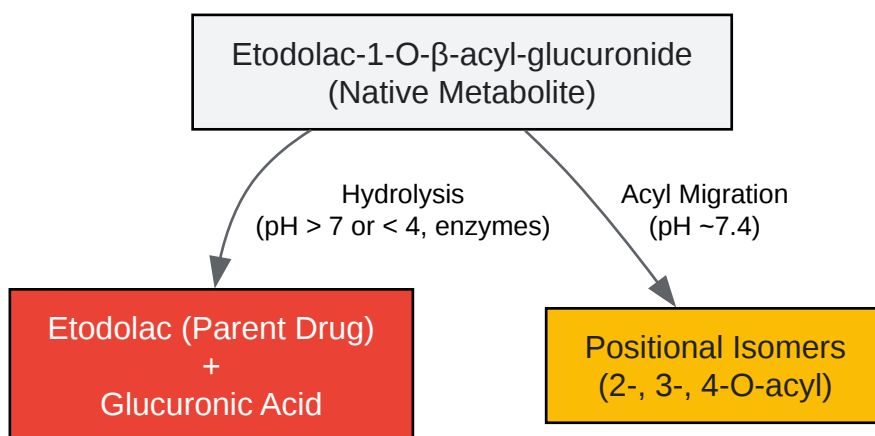 Etodolac-1-O-β-acyl-glucuronide
(Native Metabolite)
Hydrolysis
(pH > 7 or < 4, enzymes)
Acyl Migration
(pH ~7.4)
Etodolac (Parent Drug)
+
Glucuronic Acid
Positional Isomers
(2-, 3-, 4-O-acyl)